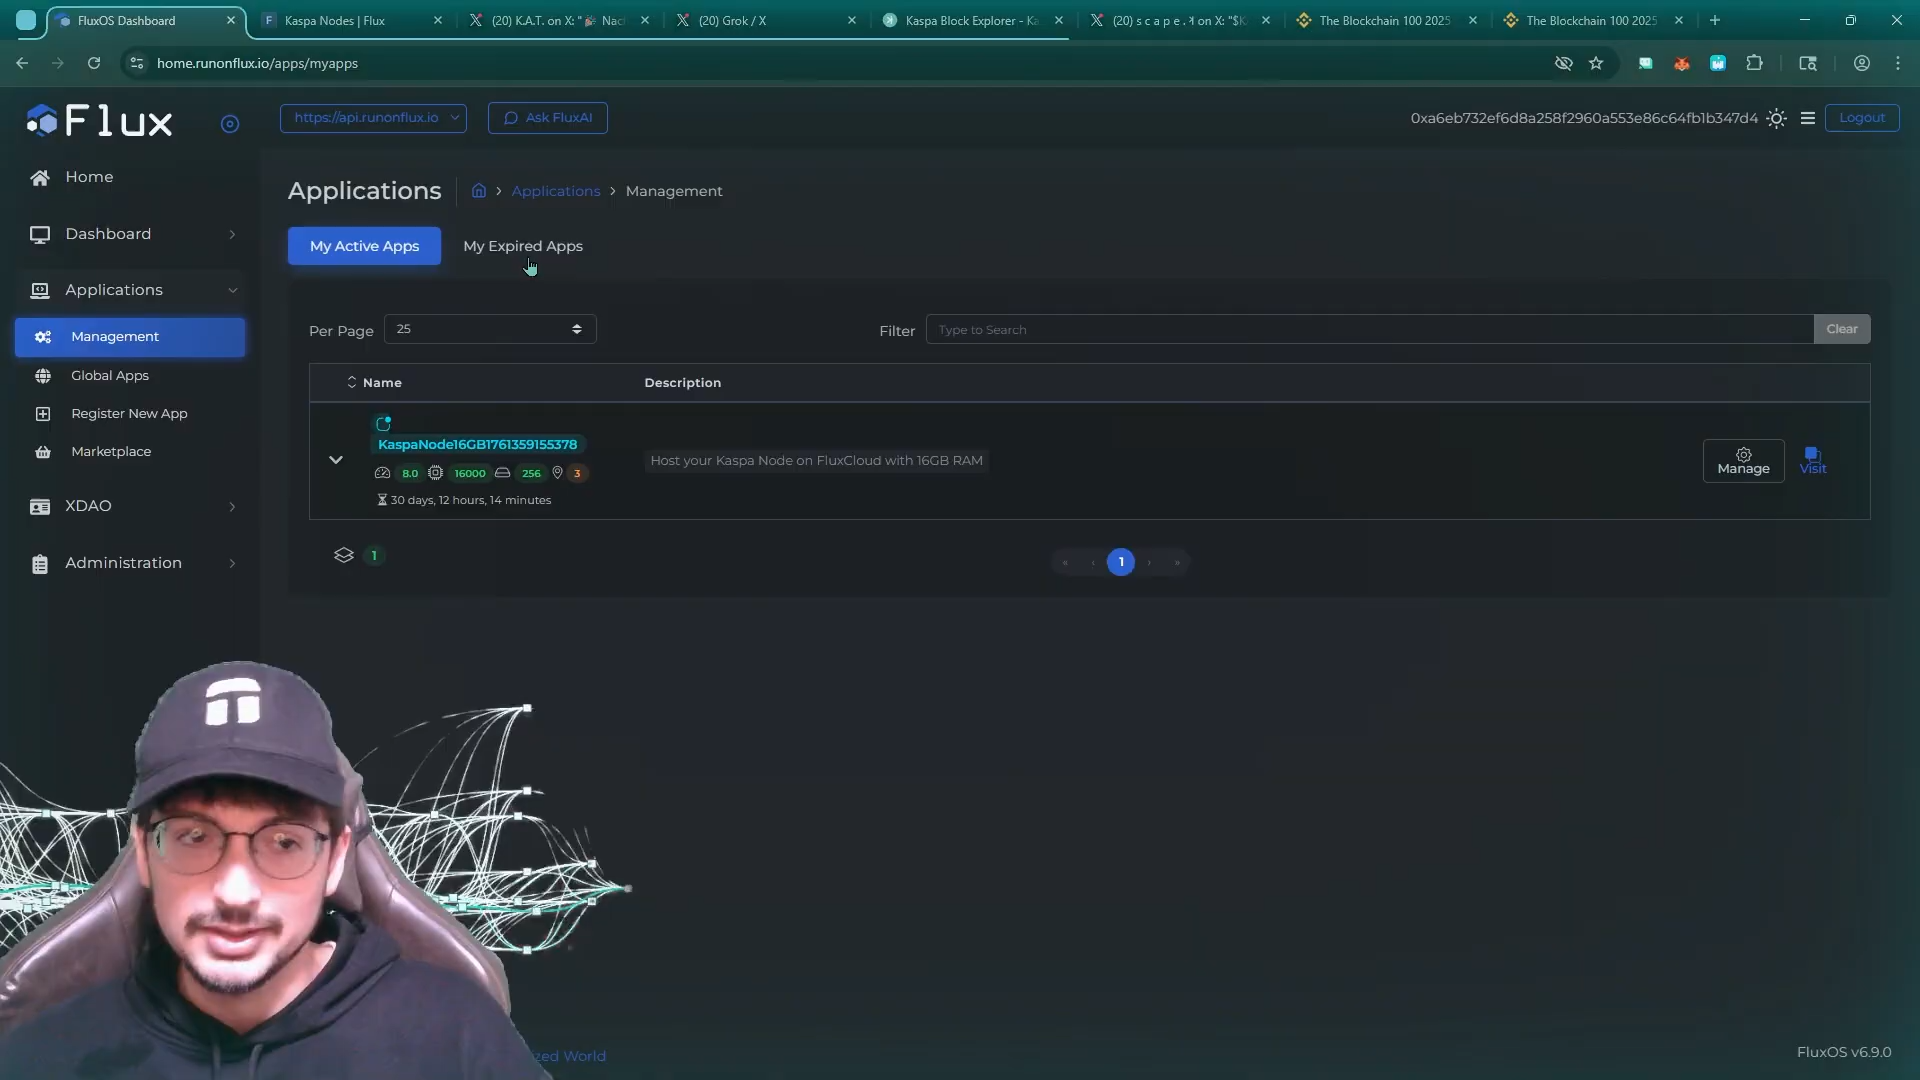 FluxOS Dashboard
Kaspa Nodes | Flux
(20) K.A.T. on X: "🎉 Nac
(20) Grok / X
Kaspa Block Explorer - Ka
(20) s c a p e . on X: "$K
The Blockchain 100 2025
The Blockchain 100 2025
home.runonflux.io/apps/myapps
Flux
https://api.runonflux.io
Ask FluxAI
0xa6eb732ef6d8a258f2960a553e86c64fb1b347d4
Logout
Home
Dashboard
Applications
Management
Global Apps
Register New App
Marketplace
XDAO
Administration
Applications
Applications > Management
My Active Apps
My Expired Apps
Per Page
25
Filter
Type to Search
Clear
Name
Description
KaspaNode16GB1761359155378
8.0 16000 256 3
30 days, 12 hours, 14 minutes
Host your Kaspa Node on FluxCloud with 16GB RAM
Manage
Visit
1
« ‹ 1 › »
zed World
FluxOS v6.9.0